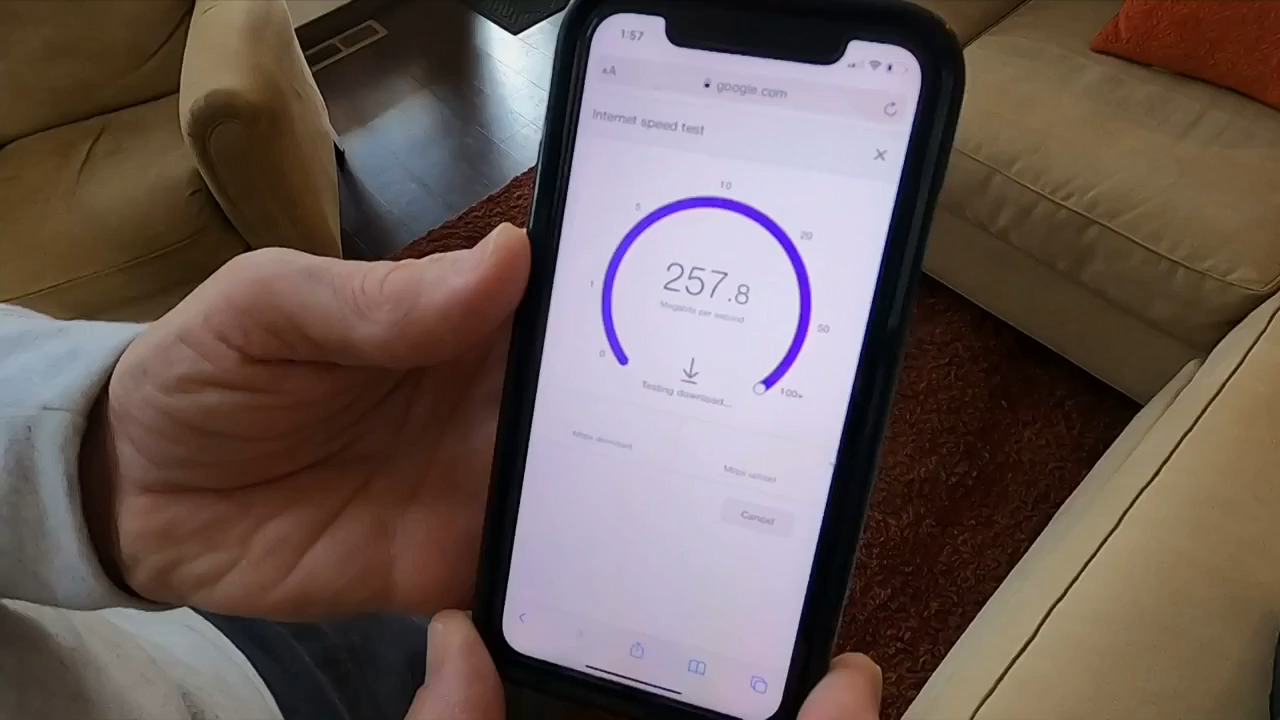 1:57
AA
google.com
Internet speed test
10
5
20
257.8
1
Megabits per second
50
0
Testing download...
100+
Mbps download
Mbps upload
Cancel